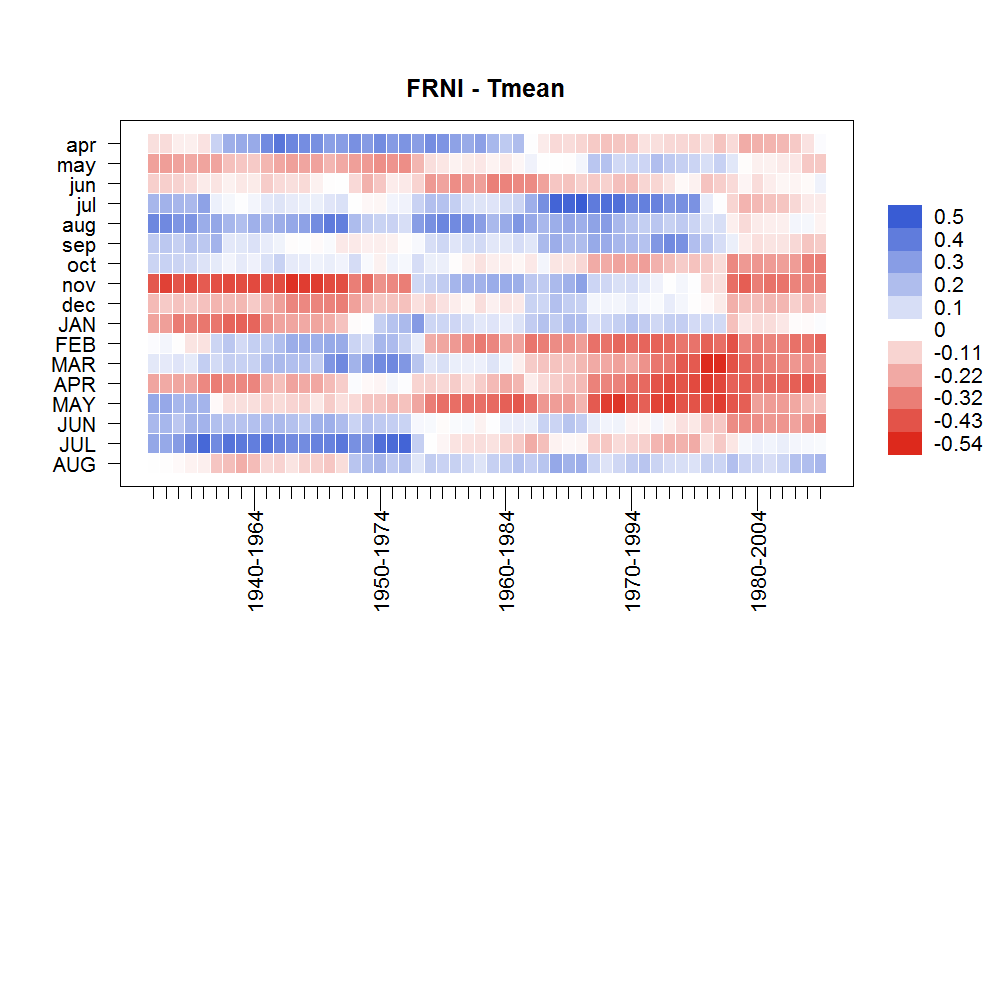 FRNI - Tmean
apr
may
jun
jul
aug
sep
oct
nov
dec
JAN
FEB
MAR
APR
MAY
JUN
JUL
AUG
1940-1964
1950-1974
1960-1984
1970-1994
1980-2004
0.5
0.4
0.3
0.2
0.1
0
-0.11
-0.22
-0.32
-0.43
-0.54